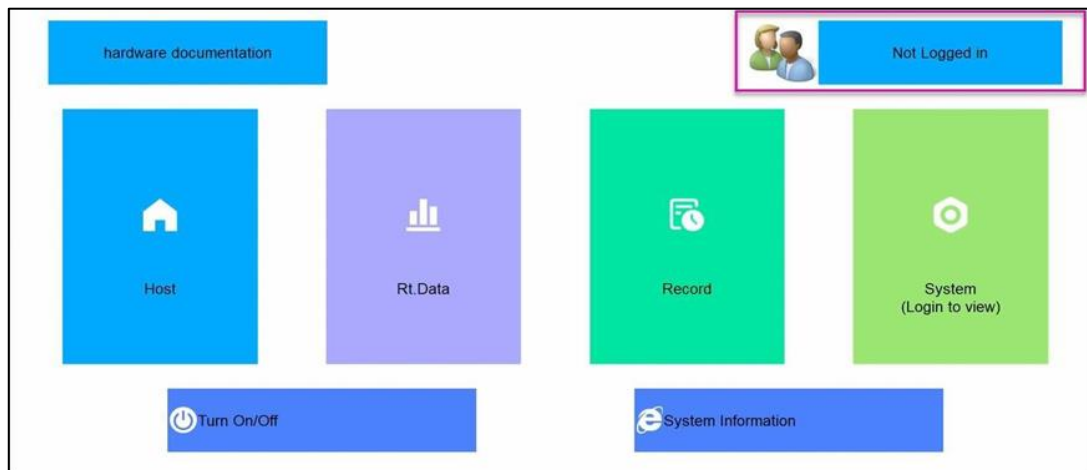 hardware documentation
Not Logged in
Host
Rt.Data
Record
System
(Login to view)
Turn On/Off
System Information